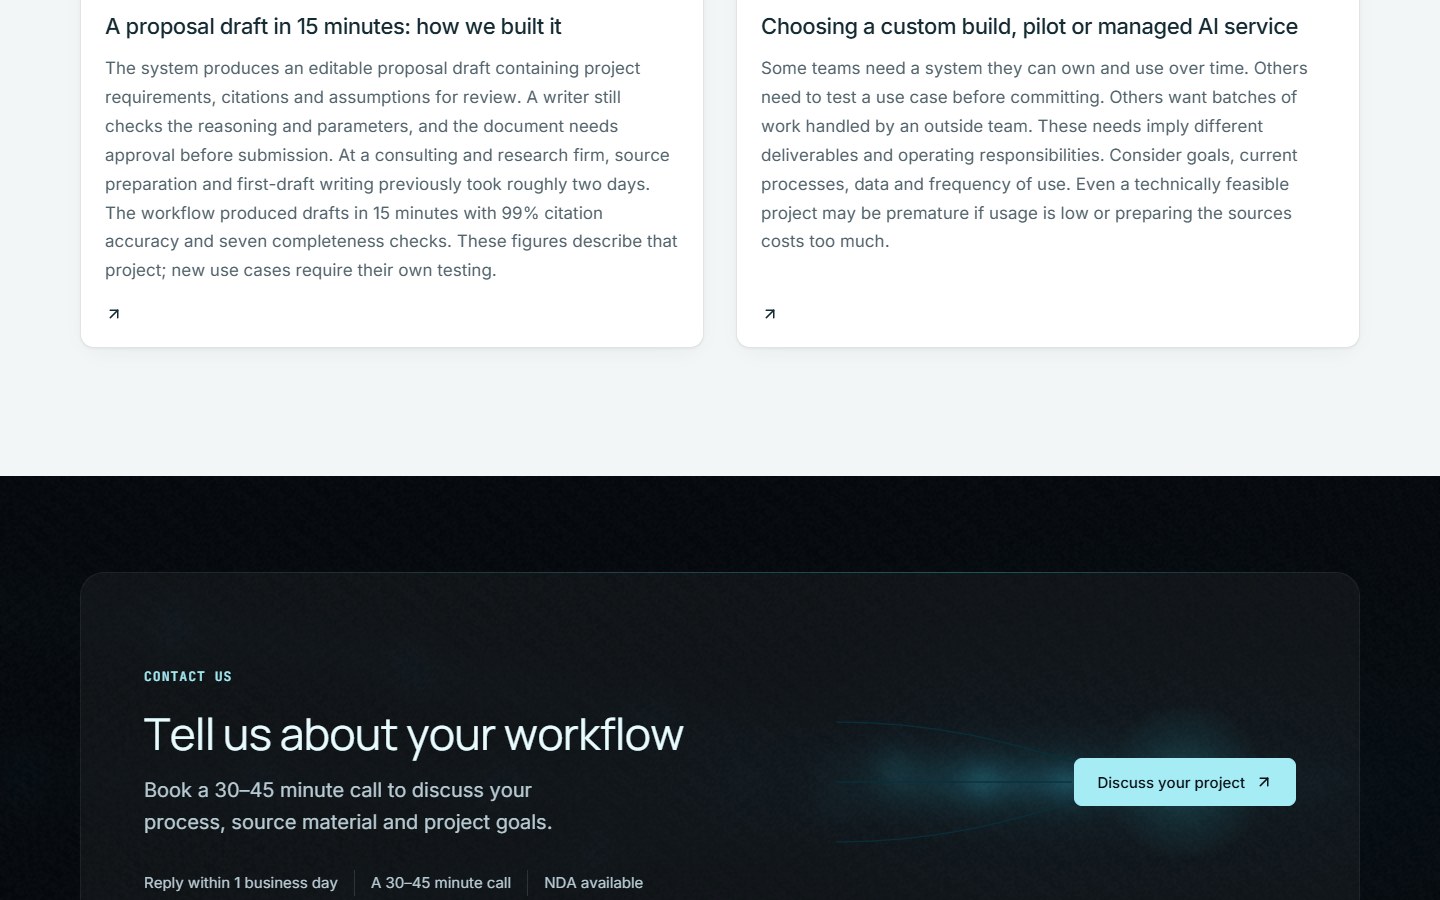 A proposal draft in 15 minutes: how we built it
The system produces an editable proposal draft containing project
requirements, citations and assumptions for review. A writer still
checks the reasoning and parameters, and the document needs
approval before submission. At a consulting and research firm, source
preparation and first-draft writing previously took roughly two days.
The workflow produced drafts in 15 minutes with 99% citation
accuracy and seven completeness checks. These figures describe that
project; new use cases require their own testing.
Choosing a custom build, pilot or managed AI service
Some teams need a system they can own and use over time. Others
need to test a use case before committing. Others want batches of
work handled by an outside team. These needs imply different
deliverables and operating responsibilities. Consider goals, current
processes, data and frequency of use. Even a technically feasible
project may be premature if usage is low or preparing the sources
costs too much.
CONTACT US
Tell us about your workflow
Book a 30–45 minute call to discuss your
process, source material and project goals.
Discuss your project
Reply within 1 business day
A 30–45 minute call
NDA available